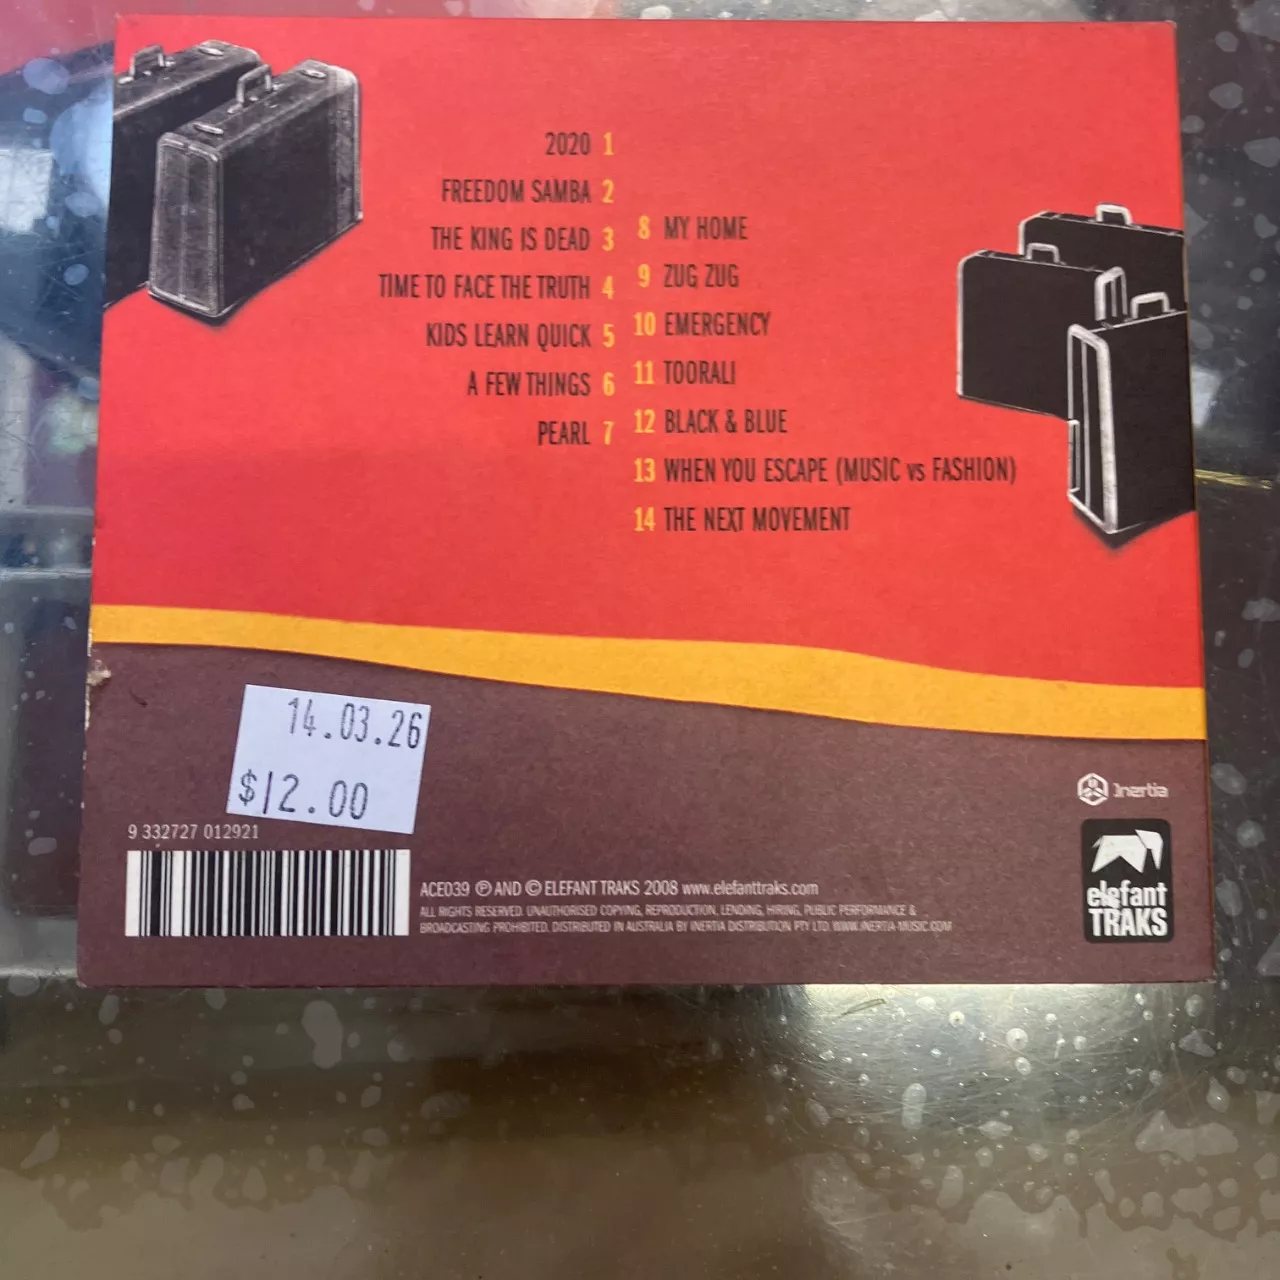 2020 1
FREEDOM SAMBA 2
THE KING IS DEAD 3
TIME TO FACE THE TRUTH 4
KIDS LEARN QUICK 5
A FEW THINGS 6
PEARL 7
8 MY HOME
9 ZUG ZUG
10 EMERGENCY
11 TOORALI
12 BLACK & BLUE
13 WHEN YOU ESCAPE (MUSIC vs FASHION)
14 THE NEXT MOVEMENT
14.03.26
$12.00
9 332727 012921
ACE039 ℗ AND © ELEFANT TRAKS 2008 www.elefanttraks.com
ALL RIGHTS RESERVED. UNAUTHORISED COPYING, REPRODUCTION, LENDING, HIRING, PUBLIC PERFORMANCE &
BROADCASTING PROHIBITED. DISTRIBUTED IN AUSTRALIA BY INERTIA DISTRIBUTION PTY LTD. WWW.INERTIA-MUSIC.COM
Inertia
elefant
TRAKS